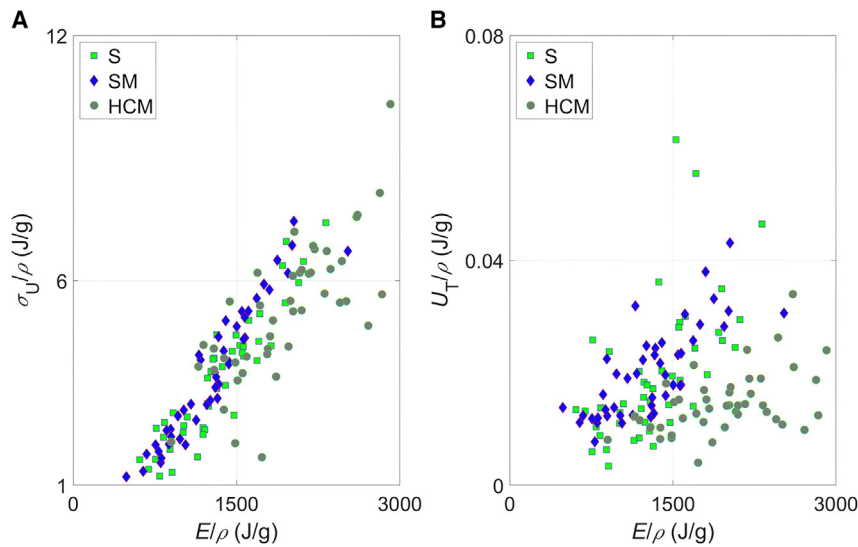 A
12
S
SM
HCM
σU/ρ (J/g)
6
1
0
1500
3000
E/ρ (J/g)
B
0.08
S
SM
HCM
UT/ρ (J/g)
0.04
0
0
1500
3000
E/ρ (J/g)